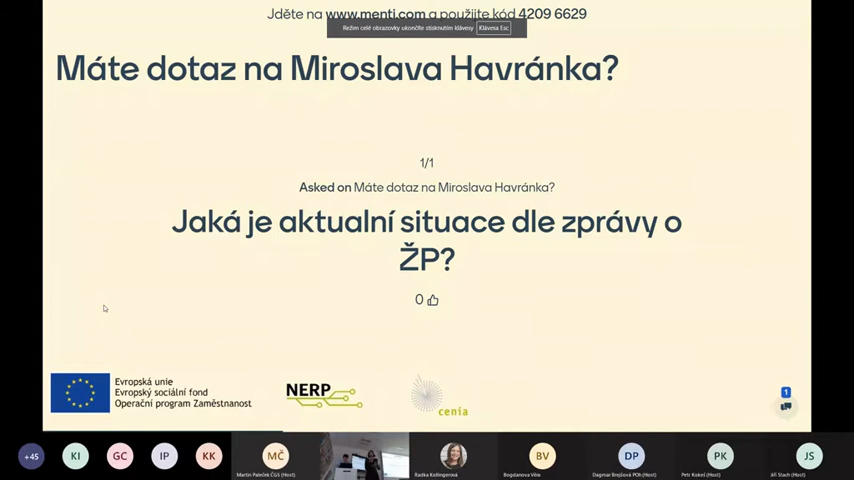 Jděte na www.menti.com a použijte kód 4209 6629
Režim celé obrazovky ukončíte stisknutím klávesy Klávesa Esc
Máte dotaz na Miroslava Havránka?
1/1
Asked on Máte dotaz na Miroslava Havránka?
Jaká je aktualní situace dle zprávy o
ŽP?
0
Evropská unie
Evropský sociální fond
Operační program Zaměstnanost
NERP
cenia
1
+45
KI
GC
IP
KK
MČ
BV
DP
PK
JS
Martin Paleček ČGS (Host)
Radka Kollingerová
Bogdanova Věra
Dagmar Brejšová POh (Host)
Petr Kokeš (Host)
Jiří Stach (Host)